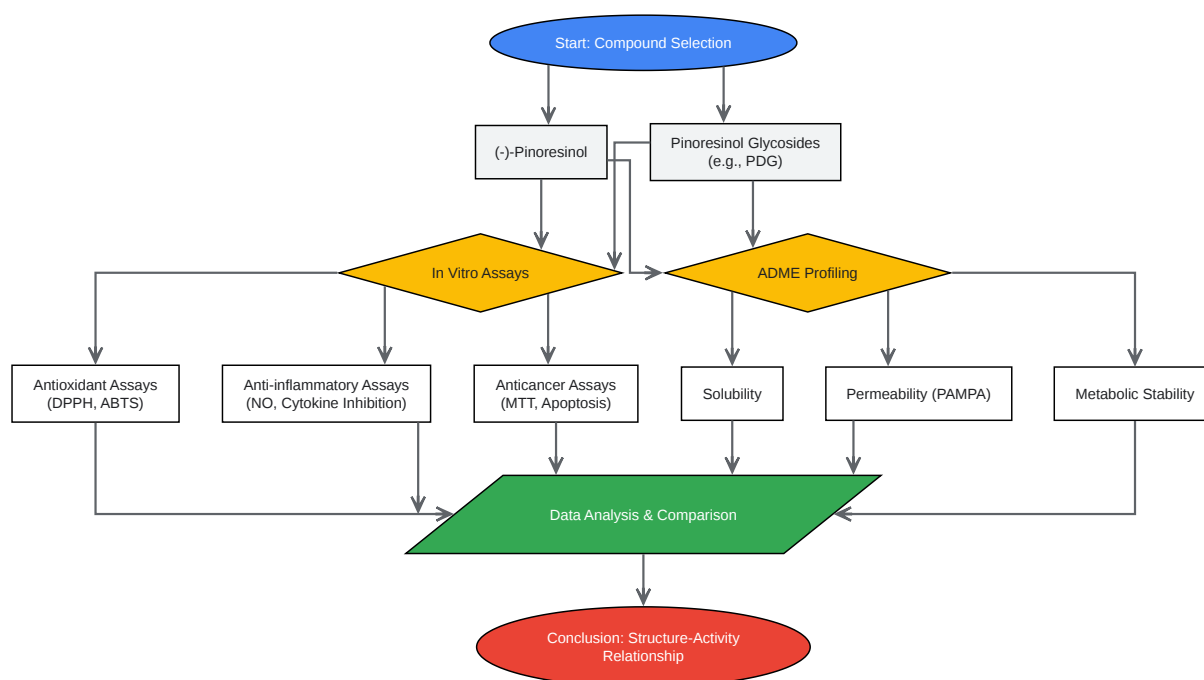 Start: Compound Selection
(-)-Pinoresinol
Pinoresinol Glycosides
(e.g., PDG)
In Vitro Assays
ADME Profiling
Antioxidant Assays
(DPPH, ABTS)
Anti-inflammatory Assays
(NO, Cytokine Inhibition)
Anticancer Assays
(MTT, Apoptosis)
Solubility
Permeability (PAMPA)
Metabolic Stability
Data Analysis & Comparison
Conclusion: Structure-Activity
Relationship